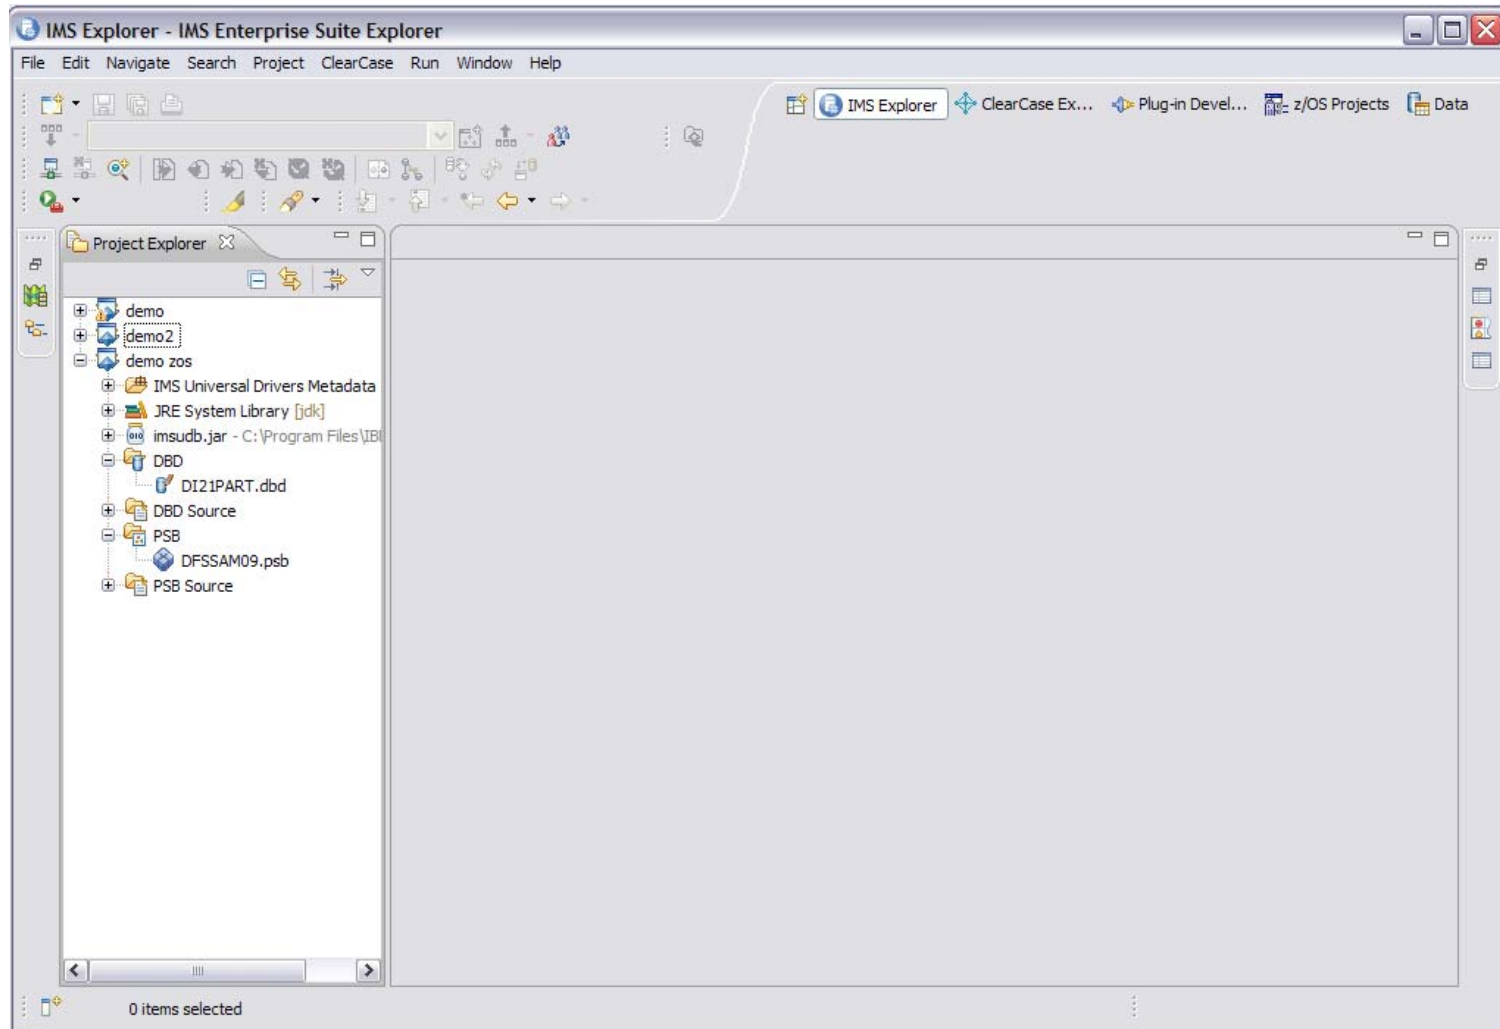 IMS Explorer - IMS Enterprise Suite Explorer
File Edit Navigate Search Project ClearCase Run Window Help
IMS Explorer ClearCase Ex... Plug-in Devel... z/OS Projects Data
Project Explorer
demo
demo2
demo zos
IMS Universal Drivers Metadata
JRE System Library [jdk]
imsudb.jar - C:\Program Files\IB
DBD
DI21PART.dbd
DBD Source
PSB
DFSSAM09.psb
PSB Source
0 items selected